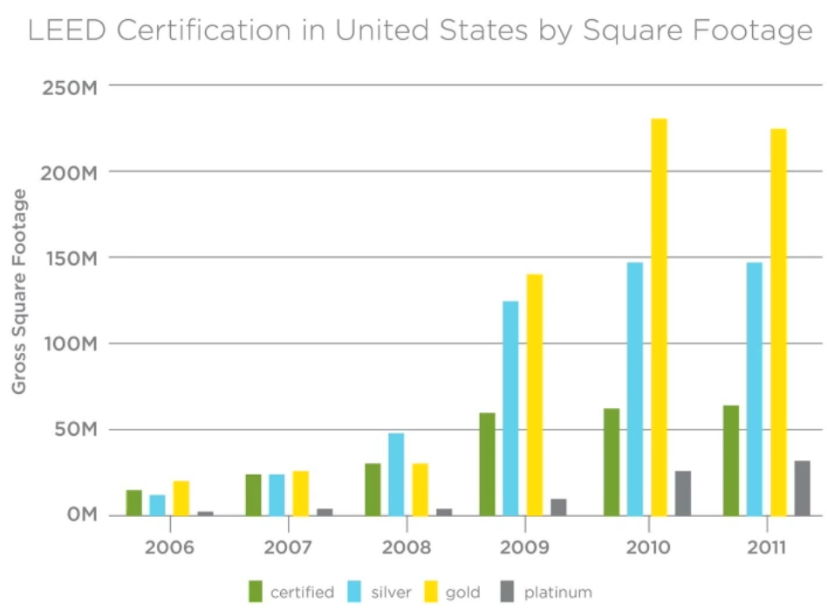 LEED Certification in United States by Square Footage
250M
200M
150M
100M
50M
0M
Gross Square Footage
2006 2007 2008 2009 2010 2011
certified silver gold platinum